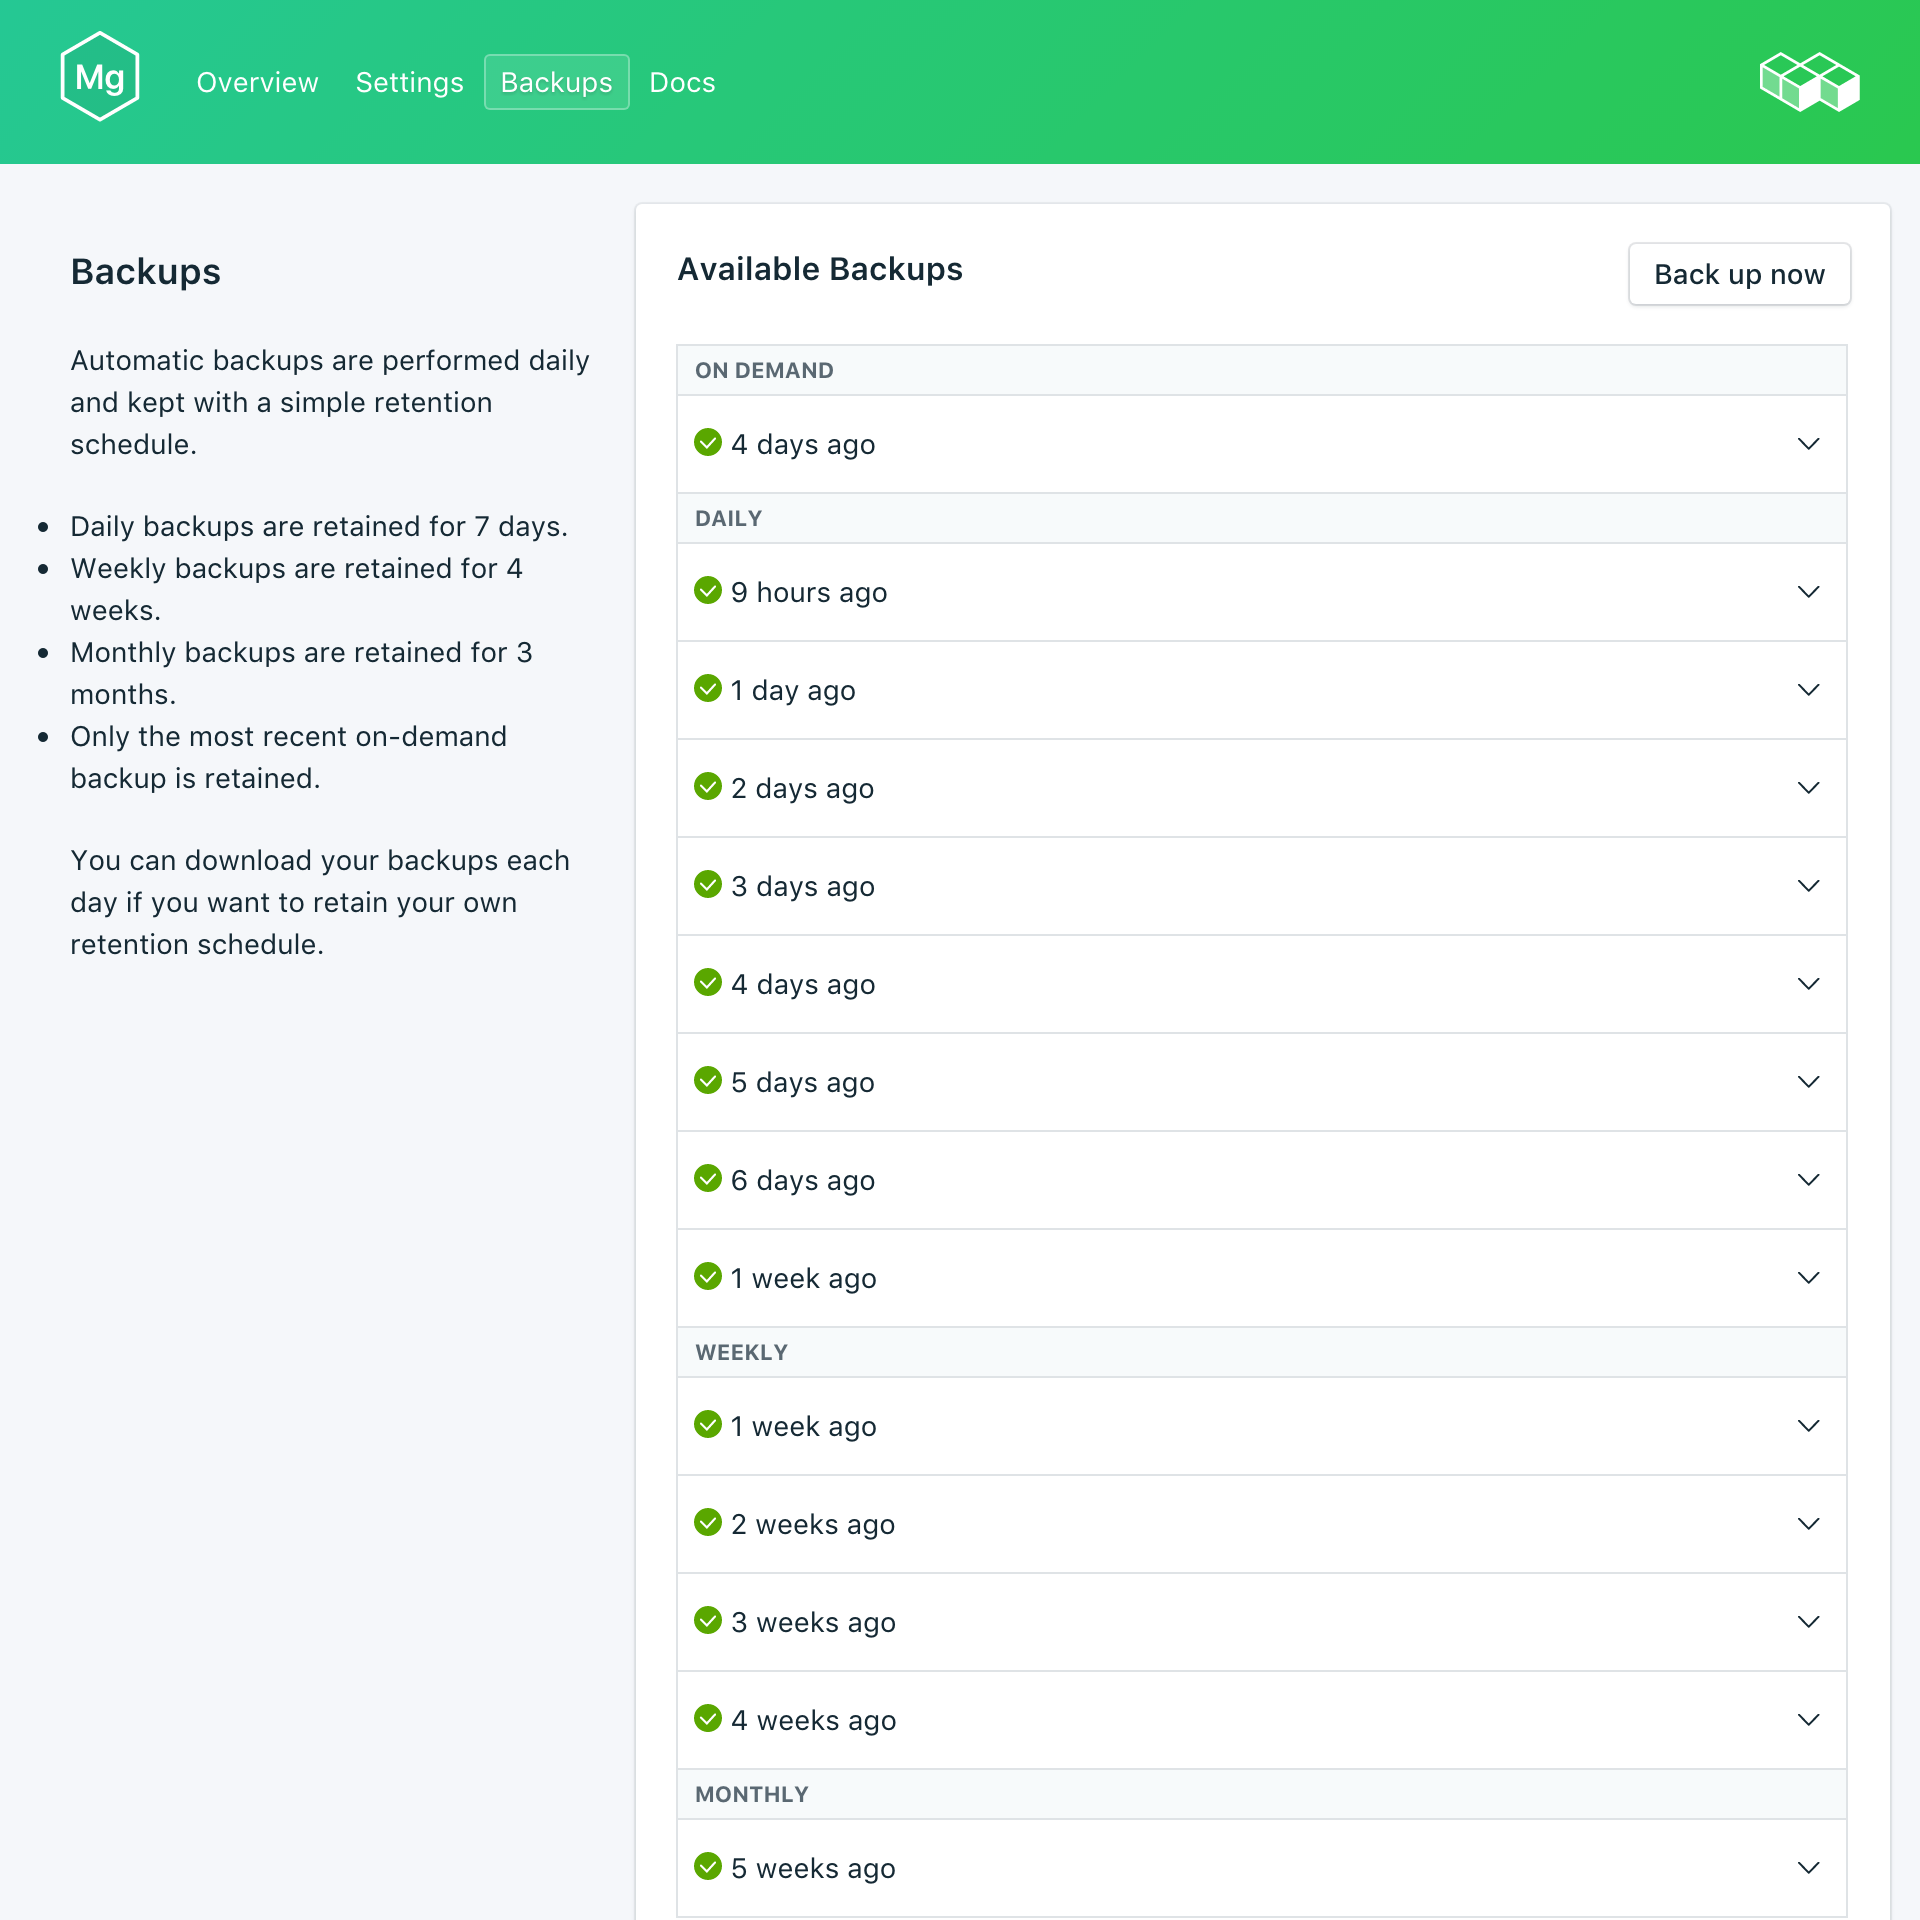 Mg
Overview Settings Backups Docs
Backups
Automatic backups are performed daily
and kept with a simple retention
schedule.
Daily backups are retained for 7 days.
Weekly backups are retained for 4
weeks.
Monthly backups are retained for 3
months.
Only the most recent on-demand
backup is retained.
You can download your backups each
day if you want to retain your own
retention schedule.
Available Backups
Back up now
ON DEMAND
4 days ago
DAILY
9 hours ago
1 day ago
2 days ago
3 days ago
4 days ago
5 days ago
6 days ago
1 week ago
WEEKLY
1 week ago
2 weeks ago
3 weeks ago
4 weeks ago
MONTHLY
5 weeks ago